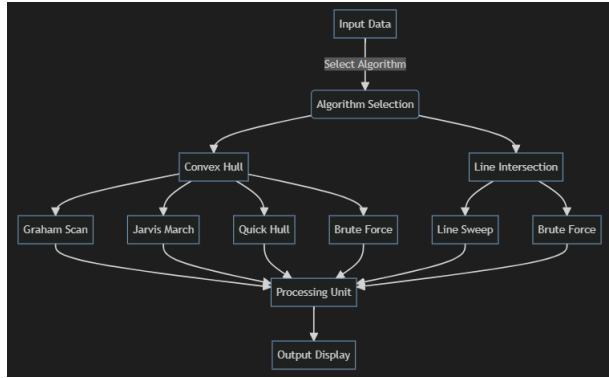 Input Data
Select Algorithm
Algorithm Selection
Convex Hull
Line Intersection
Graham Scan
Jarvis March
Quick Hull
Brute Force
Line Sweep
Brute Force
Processing Unit
Output Display